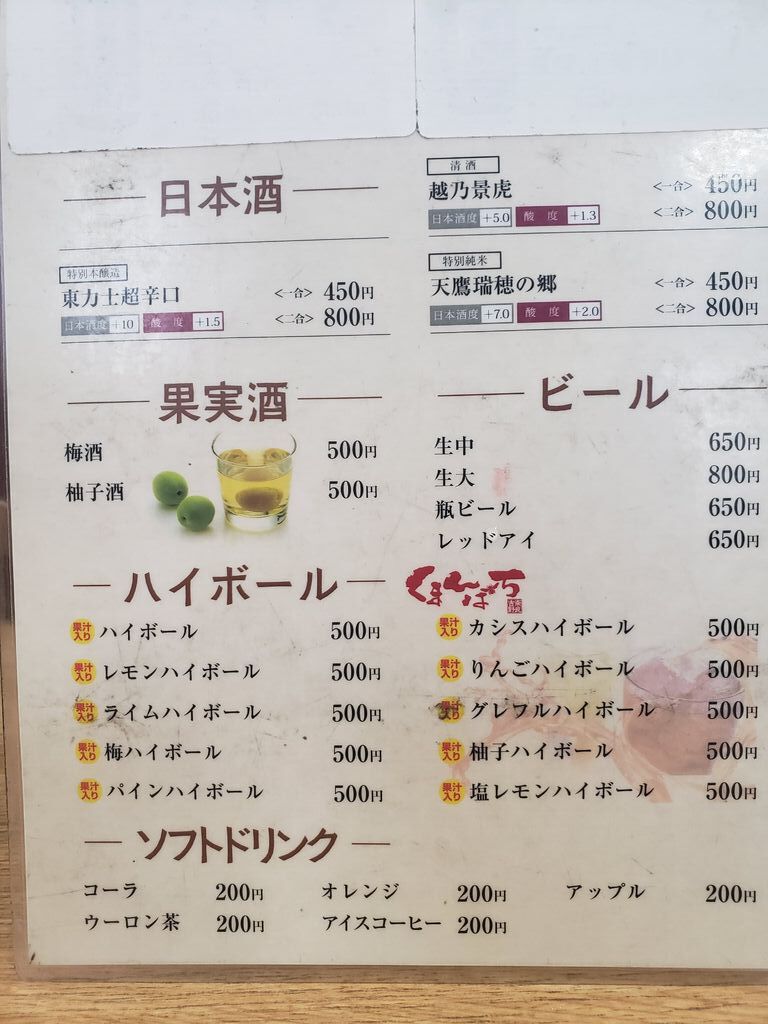 日本酒
特別本醸造
東力士超辛口 <一合> 450円
日本酒度 +10 酸度 +1.5 <二合> 800円
清酒
越乃景虎 <一合> 450円
日本酒度 +5.0 酸度 +1.3 <二合> 800円
特別純米
天鷹瑞穂の郷 <一合> 450円
日本酒度 +7.0 酸度 +2.0 <二合> 800円
果実酒
梅酒 500円
柚子酒 500円
ビール
生中 650円
生大 800円
瓶ビール 650円
レッドアイ 650円
ハイボール
くまんばち
果汁入り ハイボール 500円
果汁入り レモンハイボール 500円
果汁入り ライムハイボール 500円
果汁入り 梅ハイボール 500円
果汁入り パインハイボール 500円
果汁入り カシスハイボール 500円
果汁入り りんごハイボール 500円
果汁入り グレフルハイボール 500円
果汁入り 柚子ハイボール 500円
果汁入り 塩レモンハイボール 500円
ソフトドリンク
コーラ 200円 オレンジ 200円 アップル 200円
ウーロン茶 200円 アイスコーヒー 200円